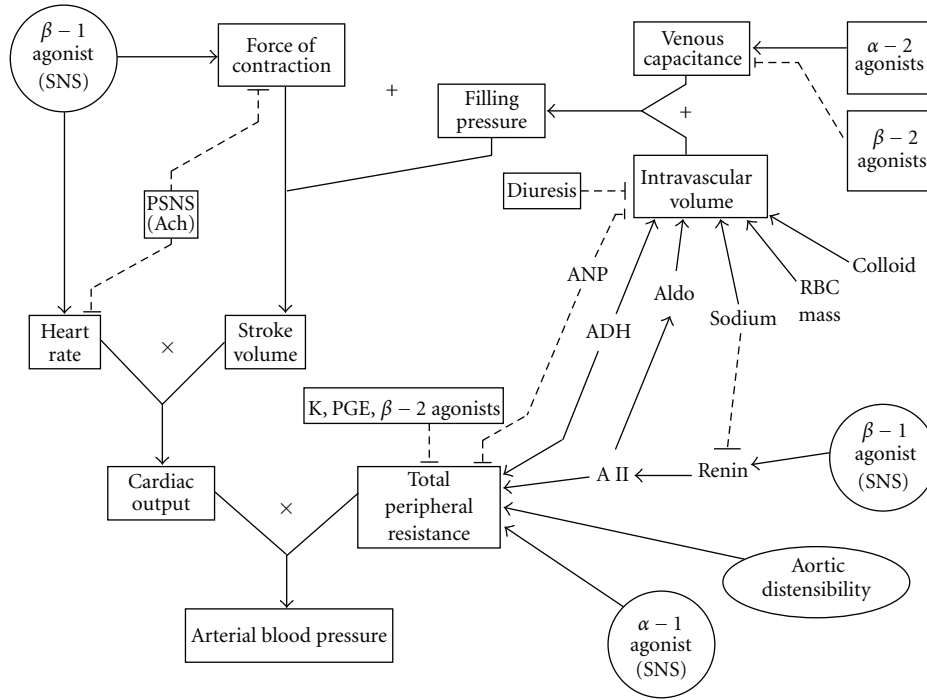 β − 1
agonist
(SNS)
Force of
contraction
Venous
capacitance
α − 2
agonists
+
Filling
pressure
+
β − 2
agonists
PSNS
(Ach)
Diuresis
Intravascular
volume
ANP
Aldo
Colloid
RBC
mass
ADH
Sodium
Heart
rate
×
Stroke
volume
K, PGE, β − 2 agonists
Cardiac
output
×
Total
peripheral
resistance
A II
Renin
β − 1
agonist
(SNS)
Aortic
distensibility
Arterial blood pressure
α − 1
agonist
(SNS)